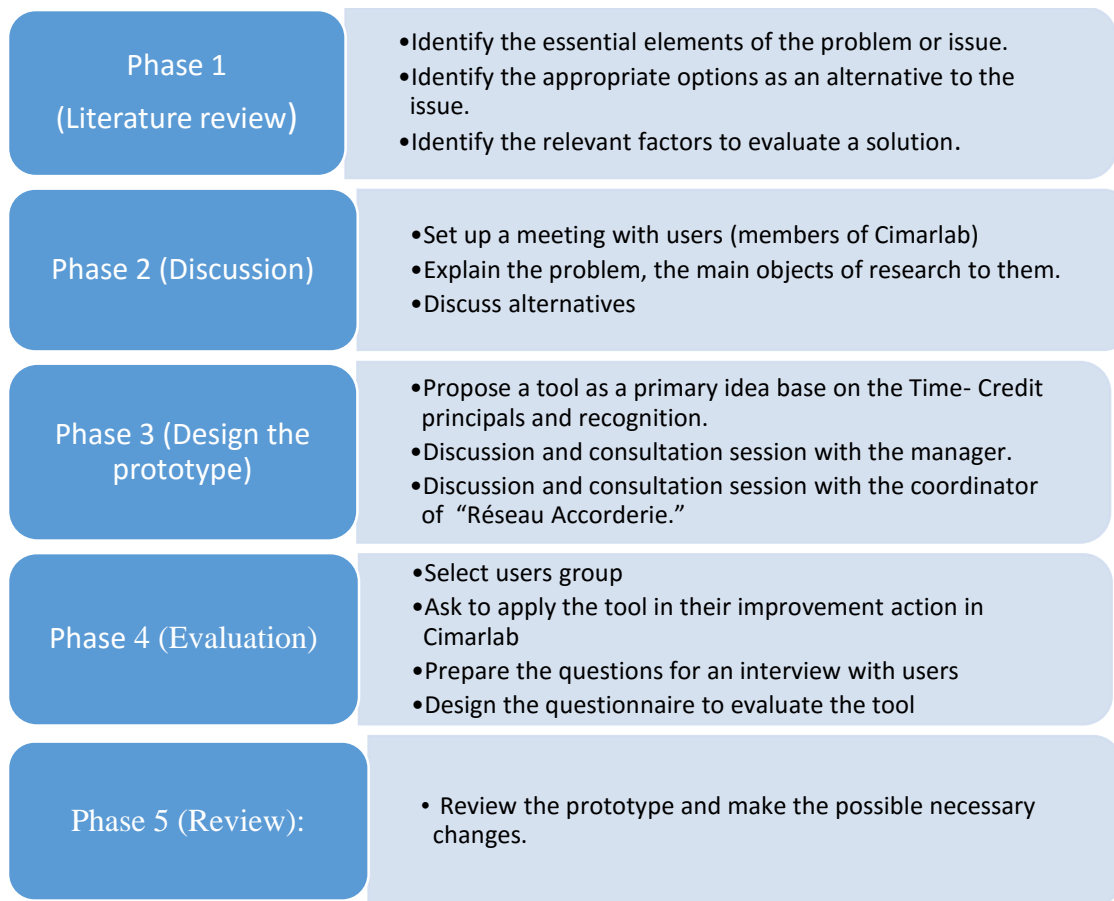 Phase 1
(Literature review)
•Identify the essential elements of the problem or issue.
•Identify the appropriate options as an alternative to the
issue.
•Identify the relevant factors to evaluate a solution.
Phase 2 (Discussion)
•Set up a meeting with users (members of Cimarlab)
•Explain the problem, the main objects of research to them.
•Discuss alternatives
Phase 3 (Design the
prototype)
•Propose a tool as a primary idea base on the Time- Credit
principals and recognition.
•Discussion and consultation session with the manager.
•Discussion and consultation session with the coordinator
of “Réseau Accorderie.”
Phase 4 (Evaluation)
•Select users group
•Ask to apply the tool in their improvement action in
Cimarlab
•Prepare the questions for an interview with users
•Design the questionnaire to evaluate the tool
Phase 5 (Review):
• Review the prototype and make the possible necessary
changes.